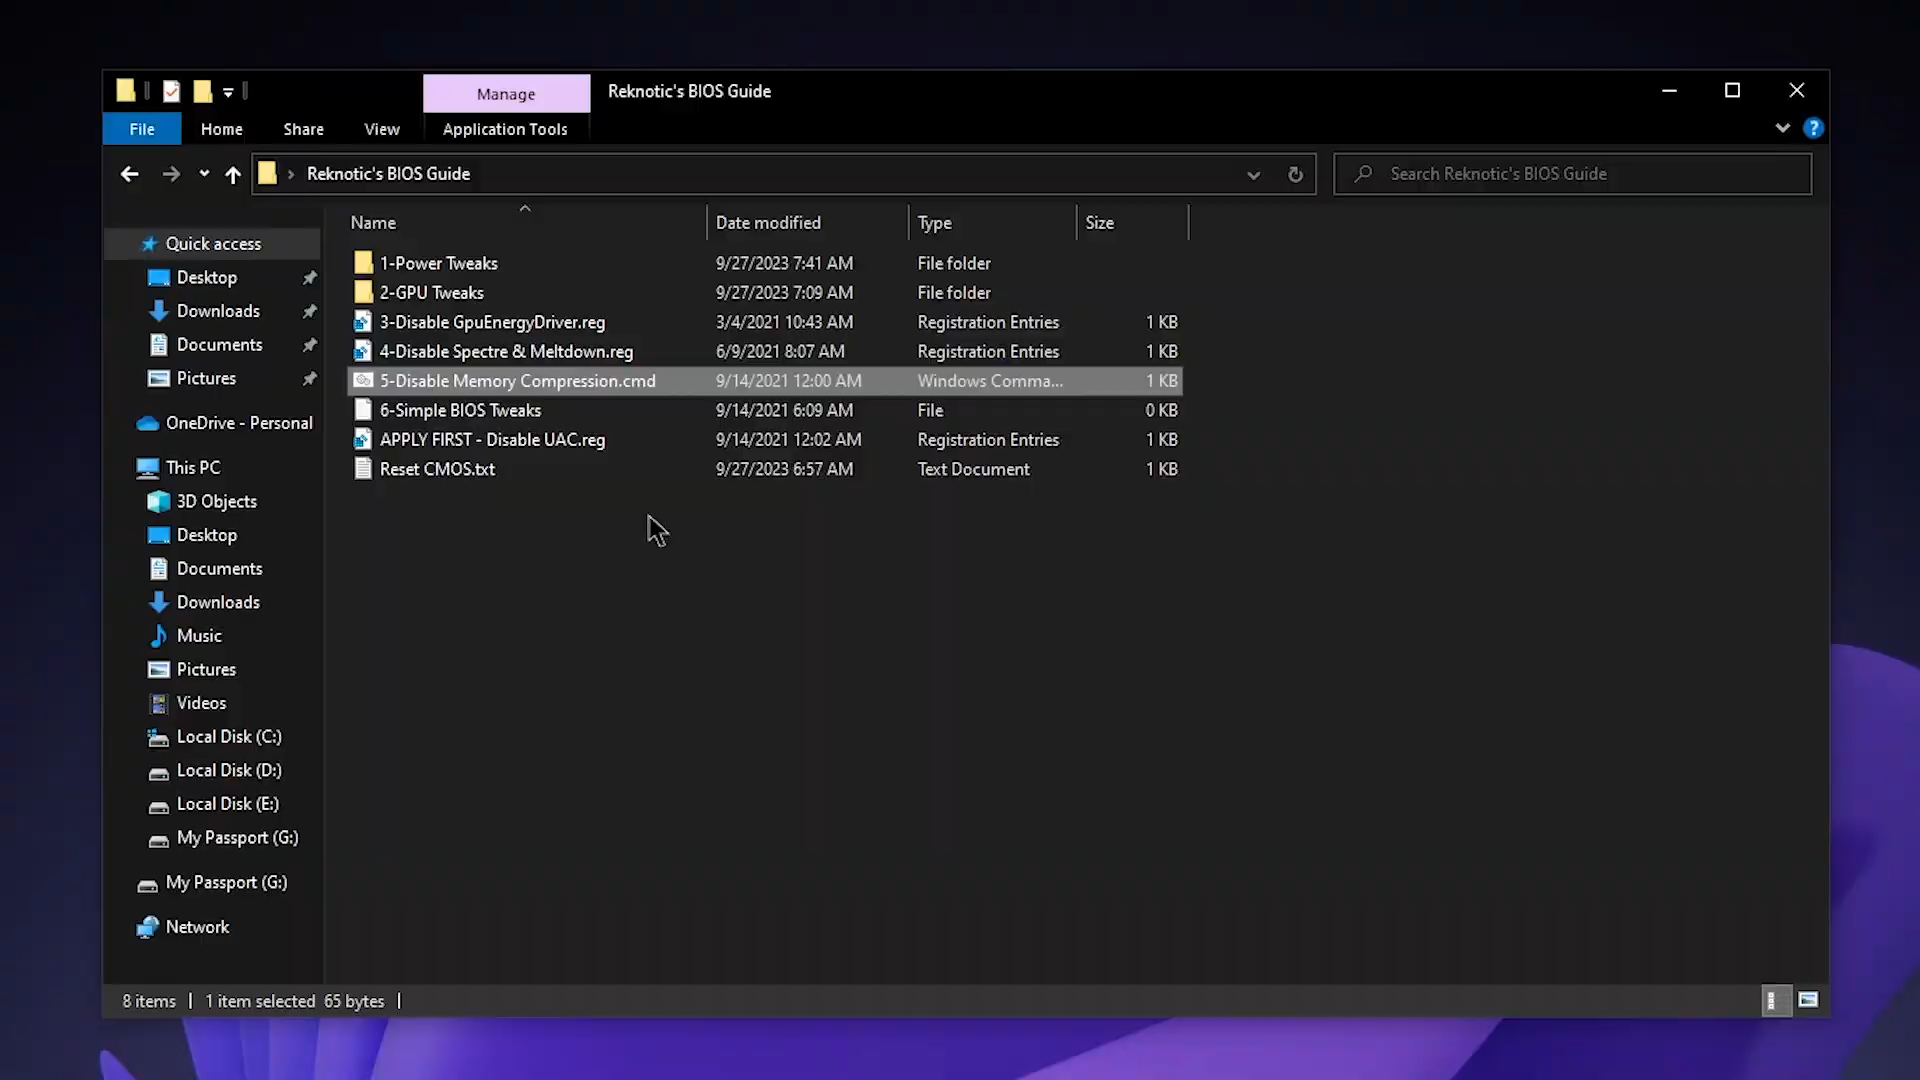 Manage
Reknotic's BIOS Guide
File
Home
Share
View
Application Tools
Reknotic's BIOS Guide
Search Reknotic's BIOS Guide
Name
Date modified
Type
Size
Quick access
Desktop
Downloads
Documents
Pictures
OneDrive - Personal
This PC
3D Objects
Desktop
Documents
Downloads
Music
Pictures
Videos
Local Disk (C:)
Local Disk (D:)
Local Disk (E:)
My Passport (G:)
My Passport (G:)
Network
1-Power Tweaks 9/27/2023 7:41 AM File folder
2-GPU Tweaks 9/27/2023 7:09 AM File folder
3-Disable GpuEnergyDriver.reg 3/4/2021 10:43 AM Registration Entries 1 KB
4-Disable Spectre & Meltdown.reg 6/9/2021 8:07 AM Registration Entries 1 KB
5-Disable Memory Compression.cmd 9/14/2021 12:00 AM Windows Comma... 1 KB
6-Simple BIOS Tweaks 9/14/2021 6:09 AM File 0 KB
APPLY FIRST - Disable UAC.reg 9/14/2021 12:02 AM Registration Entries 1 KB
Reset CMOS.txt 9/27/2023 6:57 AM Text Document 1 KB
8 items
1 item selected 65 bytes